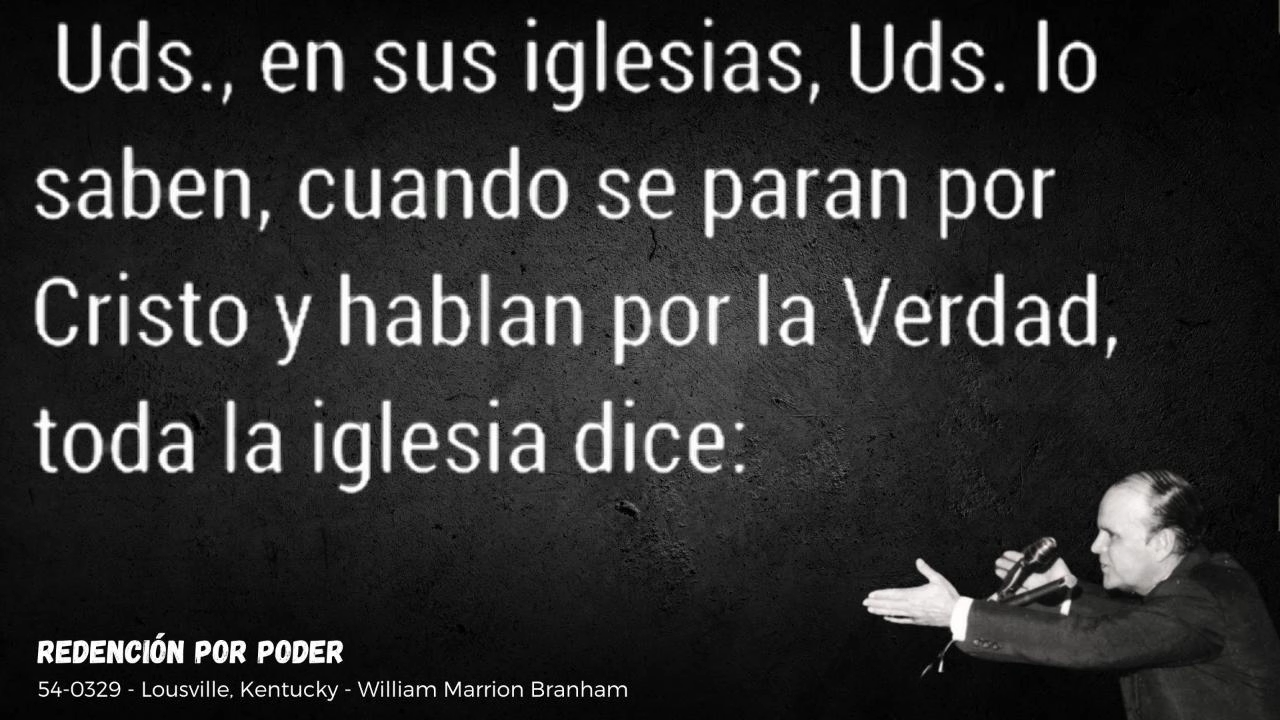 Uds., en sus iglesias, Uds. lo
saben, cuando se paran por
Cristo y hablan por la Verdad,
toda la iglesia dice:
REDENCIÓN POR PODER
54-0329 - Lousville, Kentucky - William Marrion Branham